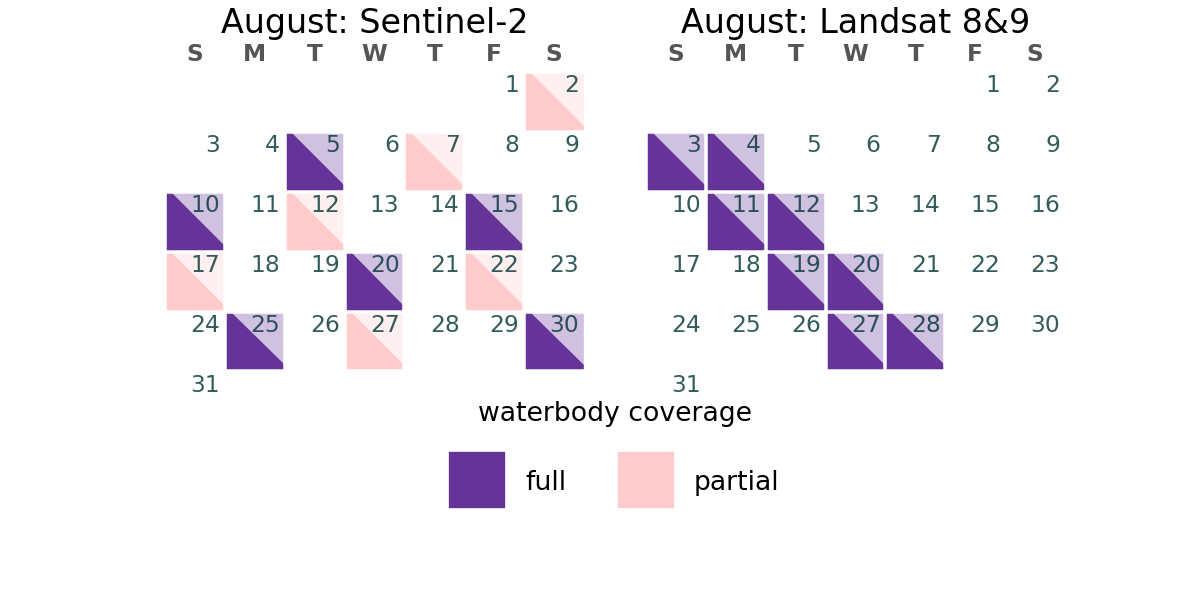 August: Sentinel-2
S M T W T F S
1 2
3 4 5 6 7 8 9
10 11 12 13 14 15 16
17 18 19 20 21 22 23
24 25 26 27 28 29 30
31
August: Landsat 8&9
S M T W T F S
1 2
3 4 5 6 7 8 9
10 11 12 13 14 15 16
17 18 19 20 21 22 23
24 25 26 27 28 29 30
31
waterbody coverage
full partial